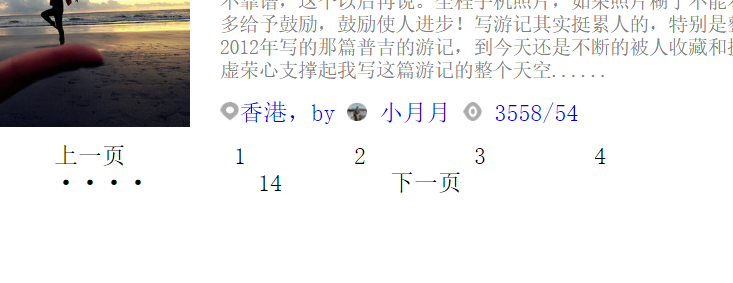 多给予鼓励，鼓励使人进步！写游记其实挺累人的，特别是
2012年写的那篇普吉的游记，到今天还是不断的被人收藏和
虚荣心支撑起我写这篇游记的整个天空......
香港，by 小月月 3558/54
上一页 1 2 3 4
···· 14 下一页